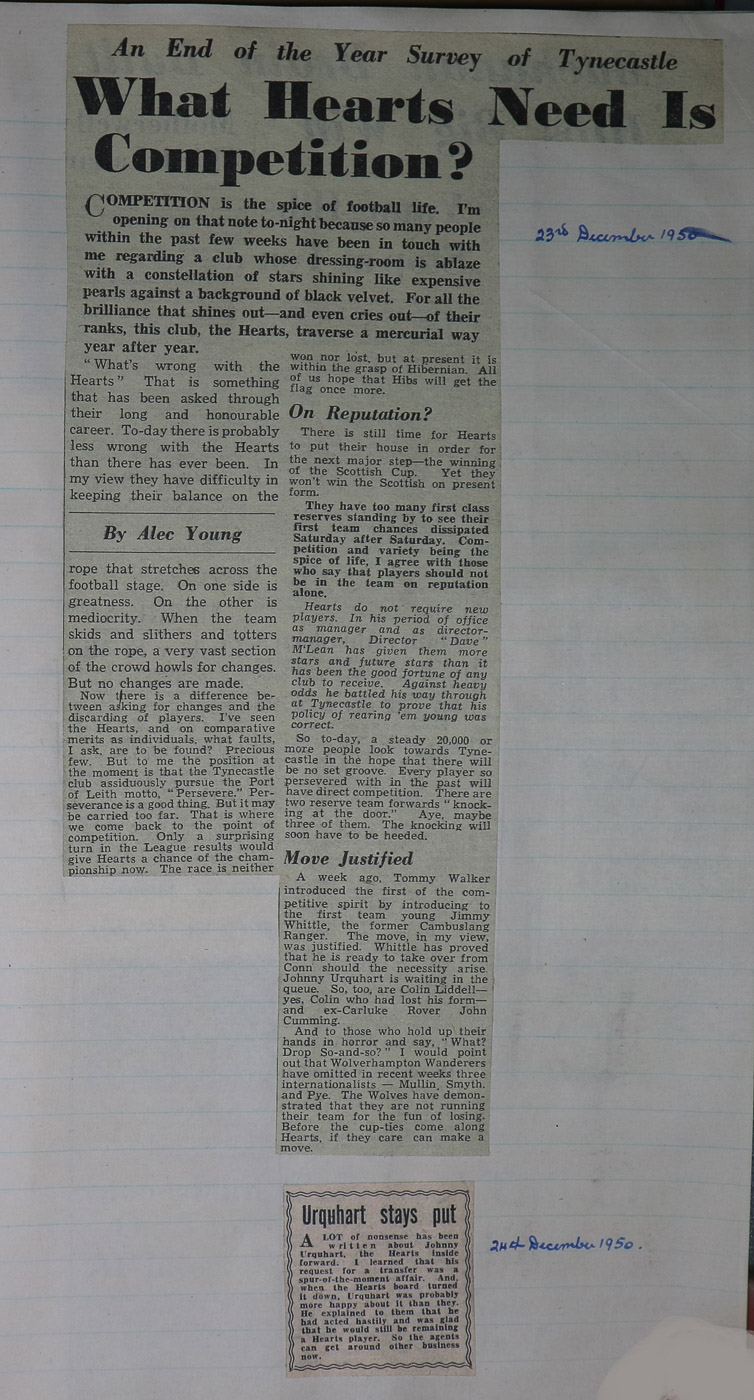 An End of the Year Survey of Tynecastle
What Hearts Need Is
Competition?
COMPETITION is the spice of football life. I'm
opening on that note to-night because so many people
within the past few weeks have been in touch with
me regarding a club whose dressing-room is ablaze
with a constellation of stars shining like expensive
pearls against a background of black velvet. For all the
brilliance that shines out—and even cries out—of their
ranks, this club, the Hearts, traverse a mercurial way
year after year.
"What's wrong with the
Hearts" That is something
that has been asked through
their long and honourable
career. To-day there is probably
less wrong with the Hearts
than there has ever been. In
my view they have difficulty in
keeping their balance on the
By Alec Young
rope that stretches across the
football stage. On one side is
greatness. On the other is
mediocrity. When the team
skids and slithers and totters
on the rope, a very vast section
of the crowd howls for changes.
But no changes are made.
Now there is a difference be-
tween asking for changes and the
discarding of players. I've seen
the Hearts, and on comparative
merits as individuals, what faults,
I ask, are to be found? Precious
few. But to me the position at
the moment is that the Tynecastle
club assiduously pursue the Port
of Leith motto, "Persevere." Per-
severance is a good thing. But it may
be carried too far. That is where
we come back to the point of
competition. Only a surprising
turn in the League results would
give Hearts a chance of the cham-
pionship now. The race is neither
won nor lost, but at present it is
within the grasp of Hibernian. All
of us hope that Hibs will get the
flag once more.
On Reputation?
There is still time for Hearts
to put their house in order for
the next major step—the winning
of the Scottish Cup. Yet they
won't win the Scottish on present
form.
They have too many first class
reserves standing by to see their
first team chances dissipated
Saturday after Saturday. Com-
petition and variety being the
spice of life, I agree with those
who say that players should not
be in the team on reputation
alone.
Hearts do not require new
players. In his period of office
as manager and as director-
manager, Director "Dave"
M'Lean has given them more
stars and future stars than it
has been the good fortune of any
club to receive. Against heavy
odds he battled his way through
at Tynecastle to prove that his
policy of rearing 'em young was
correct.
So to-day, a steady 20,000 or
more people look towards Tyne-
castle in the hope that there will
be no set groove. Every player so
persevered with in the past will
have direct competition. There are
two reserve team forwards "knock-
ing at the door." Aye, maybe
three of them. The knocking will
soon have to be heeded.
Move Justified
A week ago, Tommy Walker
introduced the first of the com-
petitive spirit by introducing to
the first team young Jimmy
Whittle, the former Cambuslang
Ranger. The move, in my view,
was justified. Whittle has proved
that he is ready to take over from
Conn should the necessity arise.
Johnny Urquhart is waiting in the
queue. So, too, are Colin Liddell—
yes, Colin who had lost his form—
and ex-Carluke Rover John
Cumming.
And to those who hold up their
hands in horror and say, "What?
Drop So-and-so?" I would point
out that Wolverhampton Wanderers
have omitted in recent weeks three
internationalists — Mullin, Smyth,
and Pye. The Wolves have demon-
strated that they are not running
their team for the fun of losing.
Before the cup-ties come along
Hearts, if they care can make a
move.
23rd December 1950
Urquhart stays put
A LOT of nonsense has been
written about Johnny
Urquhart, the Hearts inside
forward. I learned that his
request for a transfer was a
spur-of-the-moment affair. And,
when the Hearts board turned
it down, Urquhart was probably
more happy about it than they.
He explained to them that he
had acted hastily and was glad
that he would still be remaining
a Hearts player. So the agents
can get around other business
now.
24th December 1950.